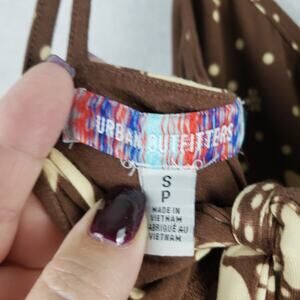 URBAN OUTFITTERS
S
P
MADE IN
VIETNAM
FABRIQUÉ AU
VIETNAM